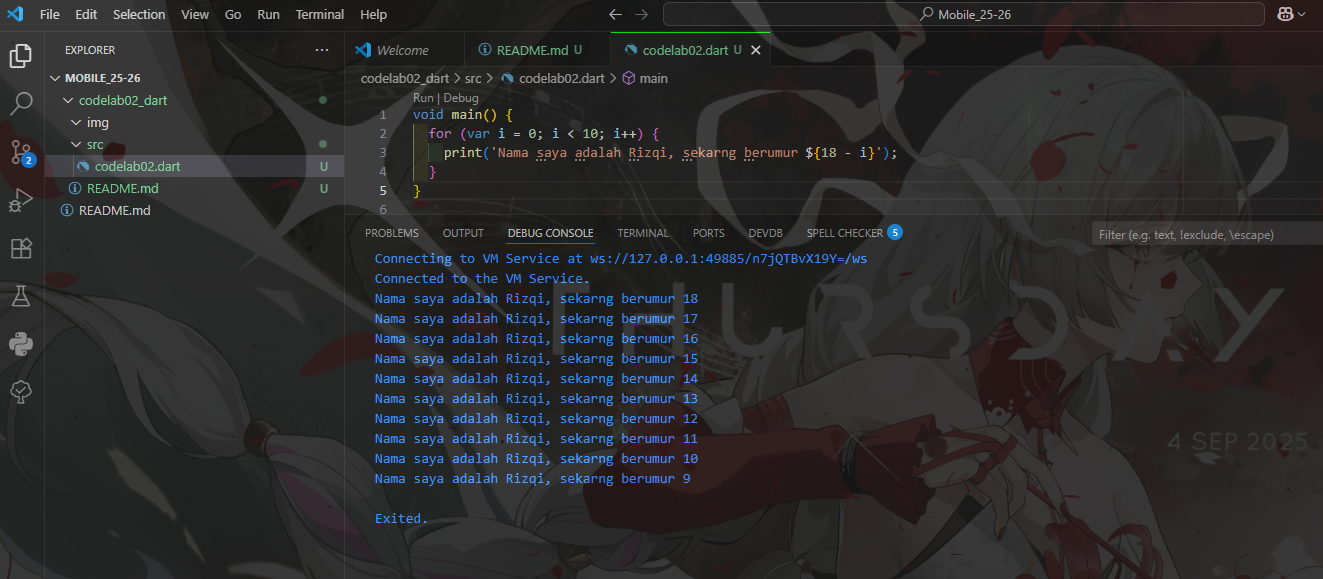 File Edit Selection View Go Run Terminal Help
Mobile_25-26
EXPLORER
MOBILE_25-26
codelab02_dart
img
src
codelab02.dart U
README.md U
README.md
2
Welcome README.md U codelab02.dart U
codelab02_dart > src > codelab02.dart > main
Run | Debug
1 void main() {
2 for (var i = 0; i < 10; i++) {
3 print('Nama saya adalah Rizqi, sekarng berumur ${18 - i}');
4 }
5 }
6
PROBLEMS OUTPUT DEBUG CONSOLE TERMINAL PORTS DEVDB SPELL CHECKER 5
Filter (e.g. text, !exclude, \escape)
Connecting to VM Service at ws://127.0.0.1:49885/n7jQTBvX19Y=/ws
Connected to the VM Service.
Nama saya adalah Rizqi, sekarng berumur 18
Nama saya adalah Rizqi, sekarng berumur 17
Nama saya adalah Rizqi, sekarng berumur 16
Nama saya adalah Rizqi, sekarng berumur 15
Nama saya adalah Rizqi, sekarng berumur 14
Nama saya adalah Rizqi, sekarng berumur 13
Nama saya adalah Rizqi, sekarng berumur 12
Nama saya adalah Rizqi, sekarng berumur 11
Nama saya adalah Rizqi, sekarng berumur 10
Nama saya adalah Rizqi, sekarng berumur 9
Exited.
THURSDAY
4 SEP 2025